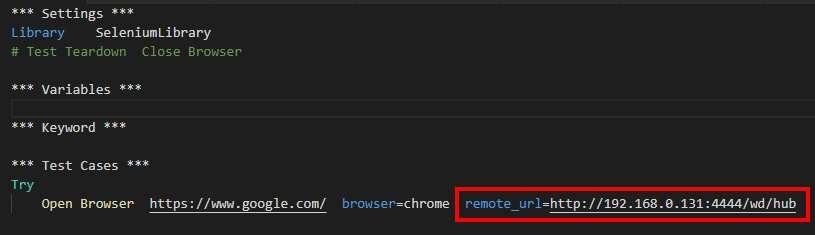 *** Settings ***
Library    SeleniumLibrary
# Test Teardown  Close Browser
*** Variables ***
*** Keyword ***
*** Test Cases ***
Try
    Open Browser  https://www.google.com/  browser=chrome  remote_url=http://192.168.0.131:4444/wd/hub